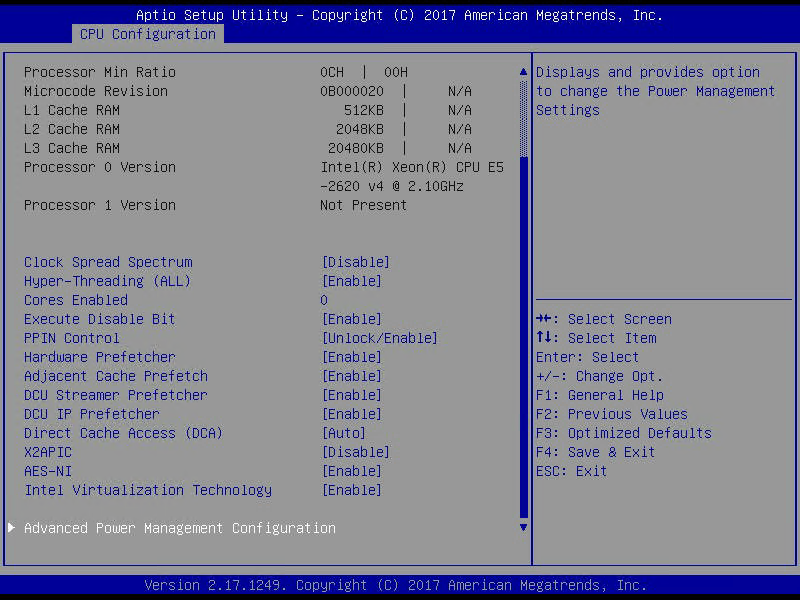 Aptio Setup Utility – Copyright (C) 2017 American Megatrends, Inc.
CPU Configuration
Processor Min Ratio 0CH | 00H
Microcode Revision 0B000020 | N/A
L1 Cache RAM 512KB | N/A
L2 Cache RAM 2048KB | N/A
L3 Cache RAM 20480KB | N/A
Processor 0 Version Intel(R) Xeon(R) CPU E5
-2620 v4 @ 2.10GHz
Processor 1 Version Not Present
Clock Spread Spectrum [Disable]
Hyper-Threading (ALL) [Enable]
Cores Enabled 0
Execute Disable Bit [Enable]
PPIN Control [Unlock/Enable]
Hardware Prefetcher [Enable]
Adjacent Cache Prefetch [Enable]
DCU Streamer Prefetcher [Enable]
DCU IP Prefetcher [Enable]
Direct Cache Access (DCA) [Auto]
X2APIC [Disable]
AES-NI [Enable]
Intel Virtualization Technology [Enable]
Advanced Power Management Configuration
Displays and provides option
to change the Power Management
Settings
→←: Select Screen
↑↓: Select Item
Enter: Select
+/-: Change Opt.
F1: General Help
F2: Previous Values
F3: Optimized Defaults
F4: Save & Exit
ESC: Exit
Version 2.17.1249. Copyright (C) 2017 American Megatrends, Inc.